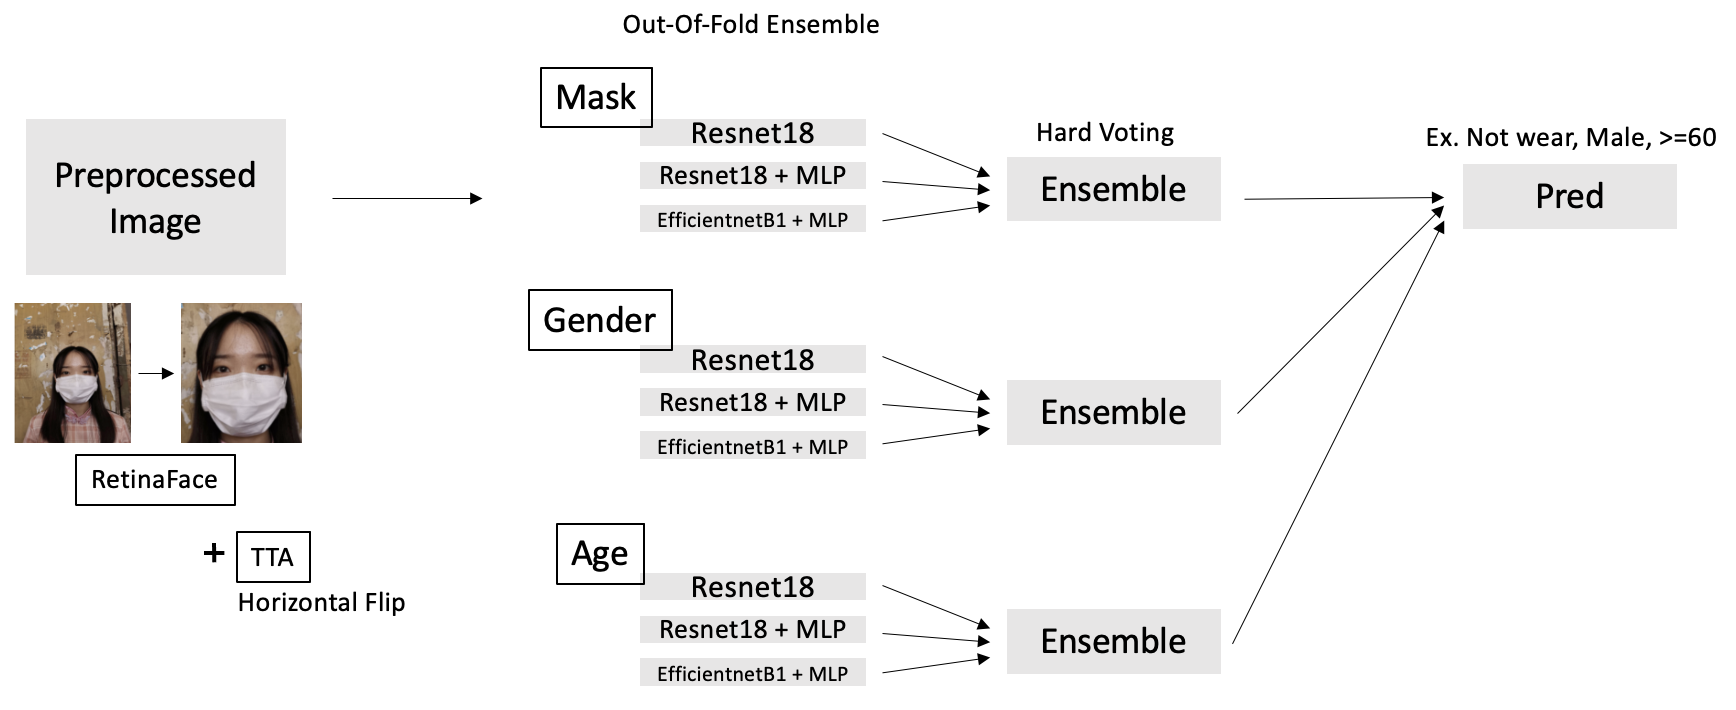 Out-Of-Fold Ensemble
Preprocessed
Image
RetinaFace
+
TTA
Horizontal Flip
Mask
Resnet18
Resnet18 + MLP
EfficientnetB1 + MLP
Gender
Resnet18
Resnet18 + MLP
EfficientnetB1 + MLP
Age
Resnet18
Resnet18 + MLP
EfficientnetB1 + MLP
Hard Voting
Ensemble
Ensemble
Ensemble
Ex. Not wear, Male, >=60
Pred